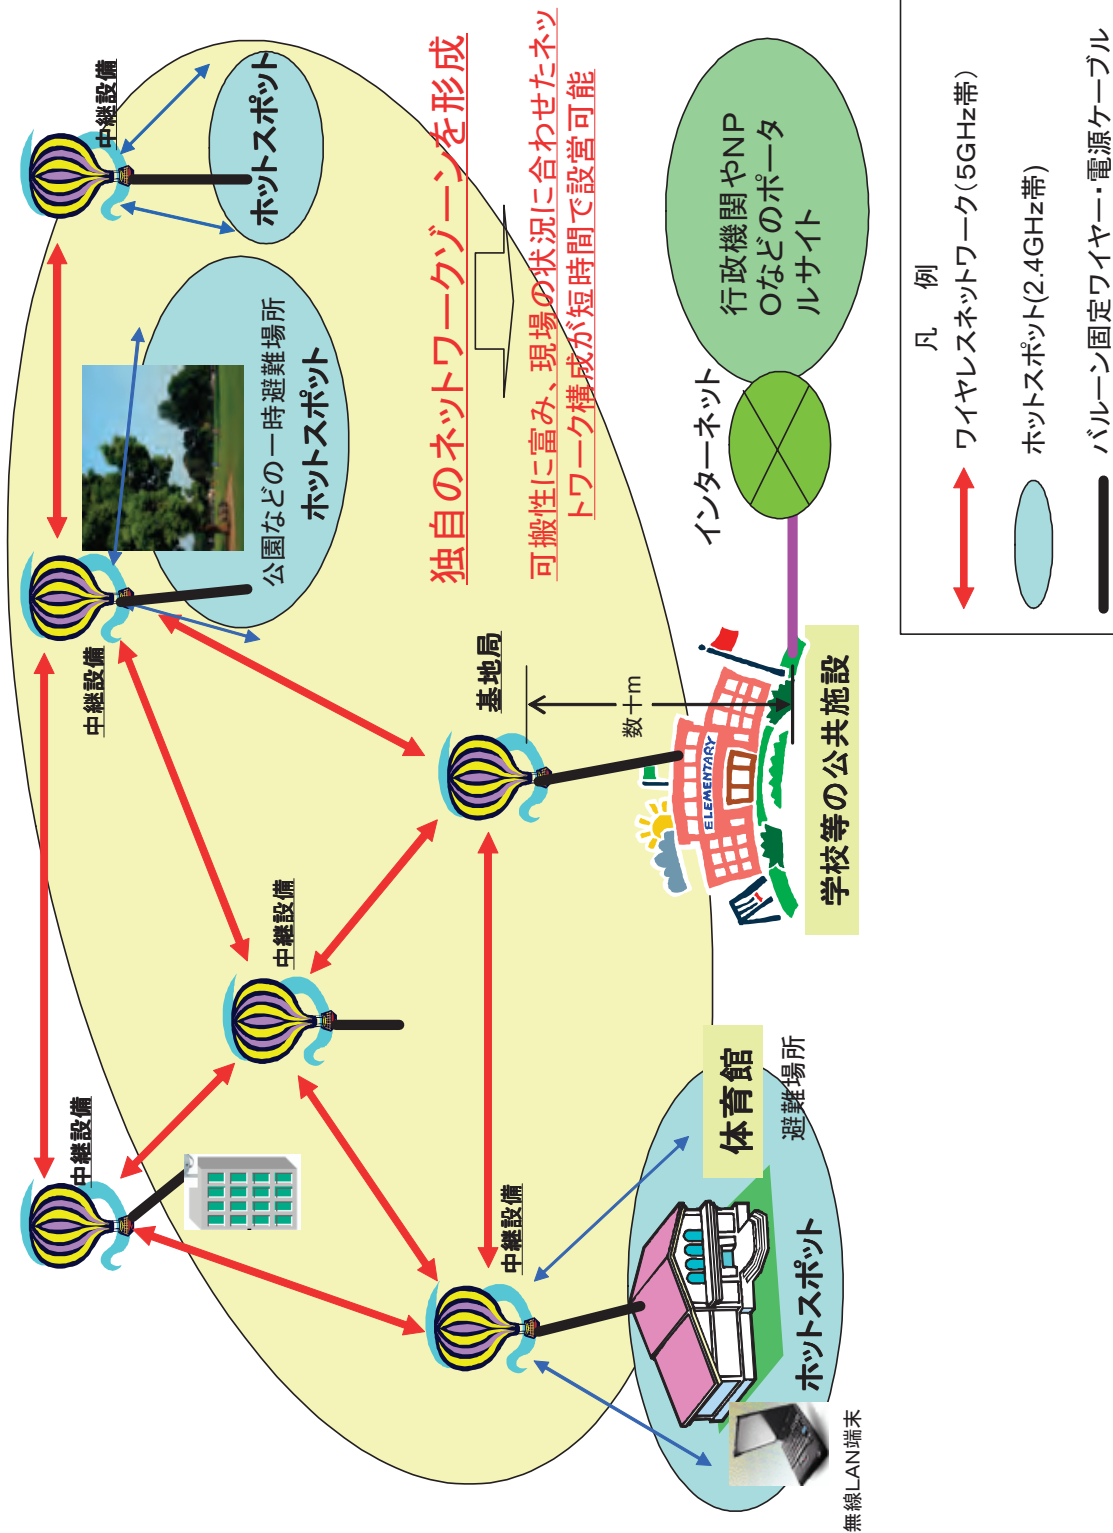 中継設備
中継設備
中継設備
ホットスポット
公園などの一時避難場所
ホットスポット
中継設備
独自のネットワークゾーンを形成
可搬性に富み、現場の状況に合わせたネッ
トワーク構成が短時間で設営可能
中継設備
基地局
数十m
ELEMENTARY
学校等の公共施設
体育館
避難場所
ホットスポット
無線LAN端末
インターネット
行政機関やNP
Oなどのポータ
ルサイト
凡 例
ワイヤレスネットワーク(5GHz帯)
ホットスポット(2.4GHz帯)
バルーン固定ワイヤー・電源ケーブル